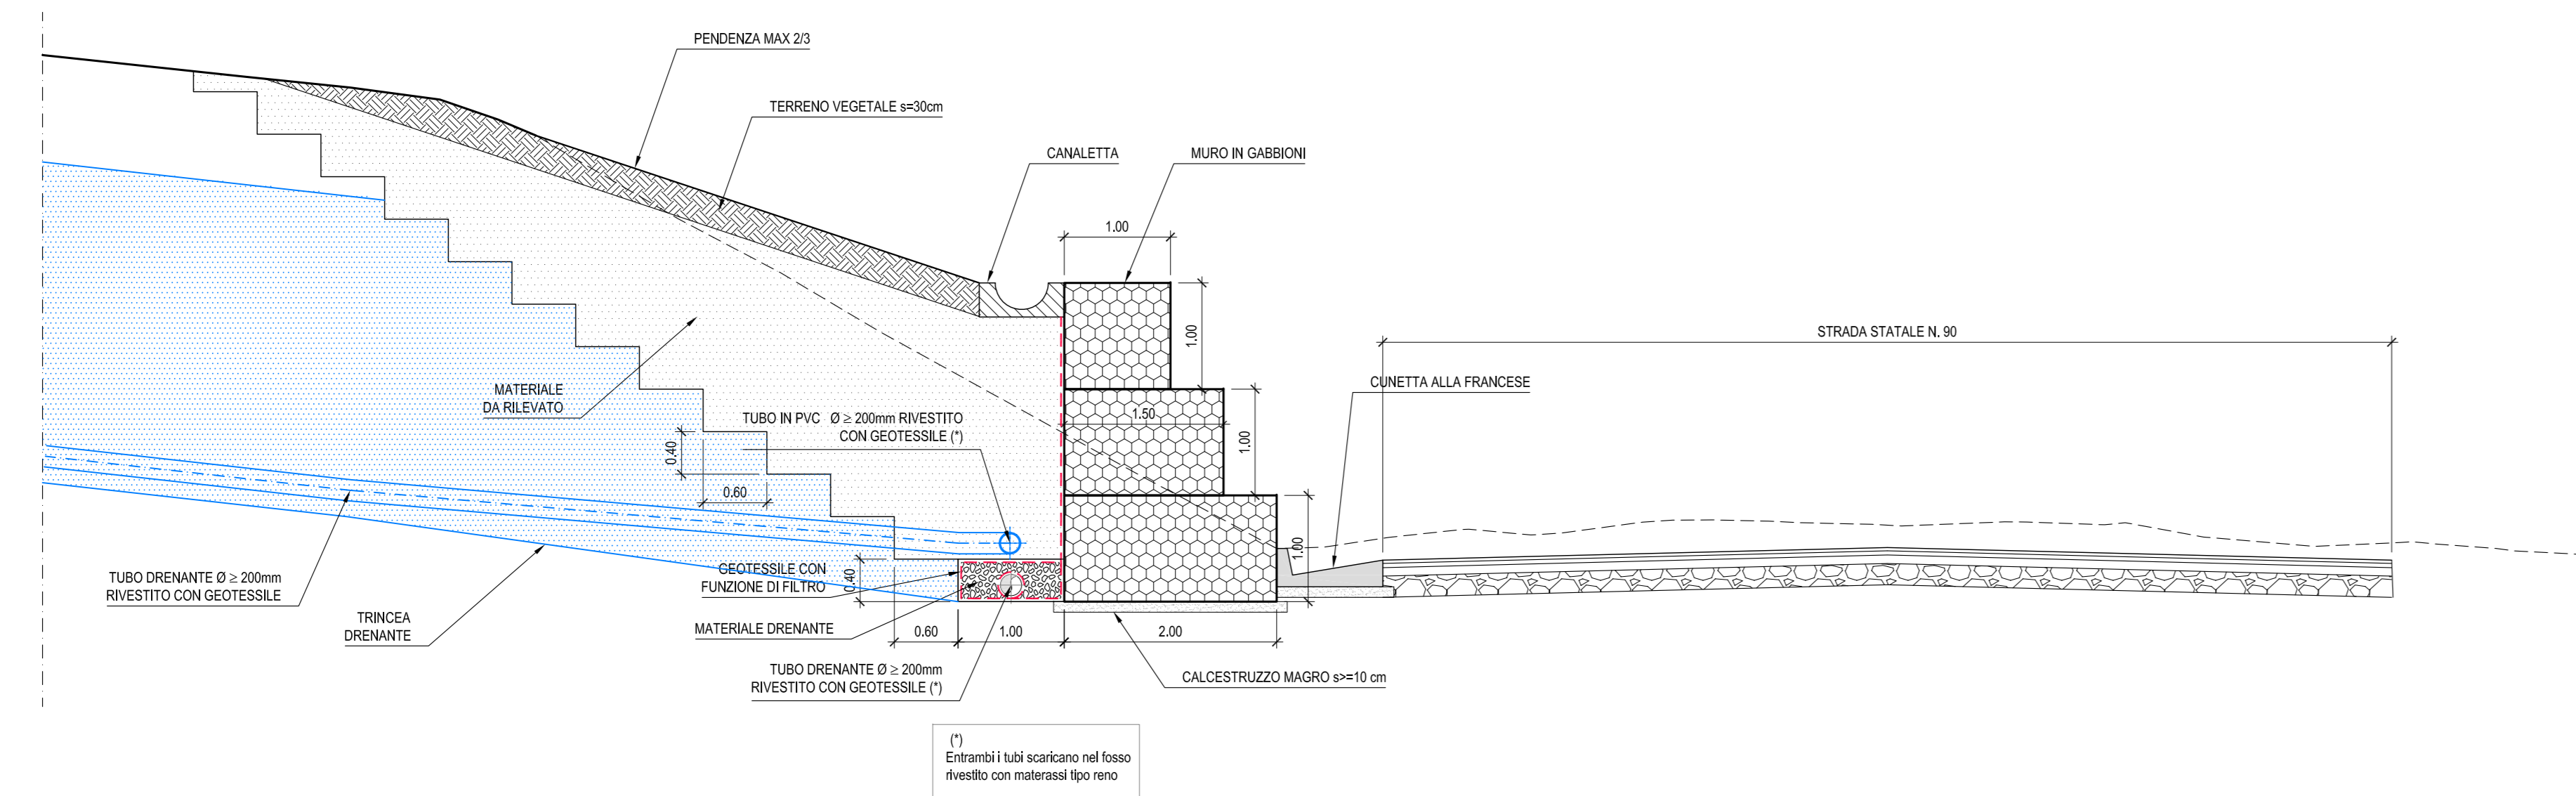 PENDENZA MAX 2/3
TERRENO VEGETALE s=30cm
CANALETTA
MURO IN GABBIONI
1.00
1.00
STRADA STATALE N. 90
CUNETTA ALLA FRANCESE
MATERIALE
DA RILEVATO
1.50
TUBO IN PVC Ø ≥ 200mm RIVESTITO
CON GEOTESSILE (*)
1.00
0.40
0.60
1.00
GEOTESSILE CON
FUNZIONE DI FILTRO
0.40
TUBO DRENANTE Ø ≥ 200mm
RIVESTITO CON GEOTESSILE
TRINCEA
DRENANTE
MATERIALE DRENANTE
0.60
1.00
2.00
TUBO DRENANTE Ø ≥ 200mm
RIVESTITO CON GEOTESSILE (*)
CALCESTRUZZO MAGRO s>=10 cm
(*)
Entrambi i tubi scaricano nel fosso
rivestito con materassi tipo reno